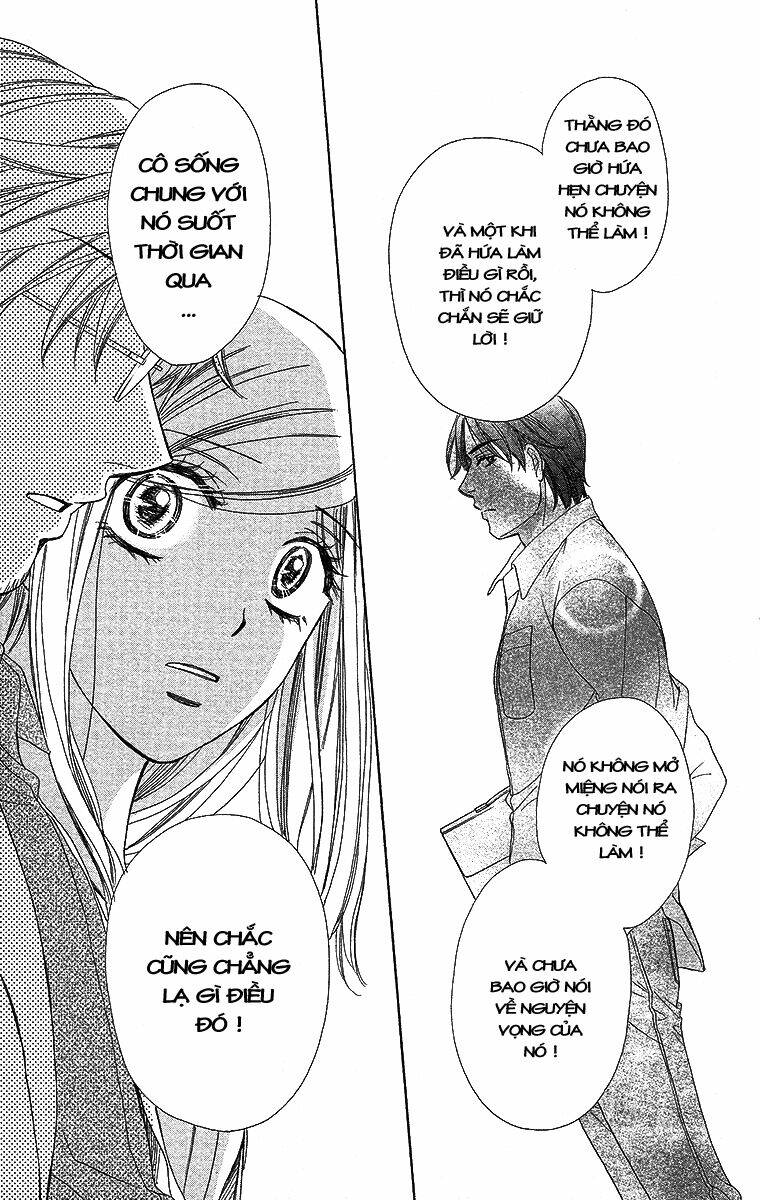 THẰNG ĐÓ
CHƯA BAO
GIỜ HỨA
HẸN CHUYỆN
NÓ KHÔNG
THỂ LÀM !
VÀ MỘT KHI
ĐÃ HỨA LÀM
ĐIỀU GÌ RỒI,
THÌ NÓ CHẮC
CHẮN SẼ GIỮ
LỜI !
NÓ KHÔNG MỞ
MIỆNG NÓI RA
CHUYỆN NÓ
KHÔNG THỂ
LÀM !
VÀ CHƯA
BAO GIỜ NÓI
VỀ NGUYỆN
VỌNG CỦA
NÓ !
CÔ SỐNG
CHUNG VỚI
NÓ SUỐT
THỜI GIAN
QUA
...
NÊN CHẮC
CŨNG CHẲNG
LẠ GÌ ĐIỀU
ĐÓ !